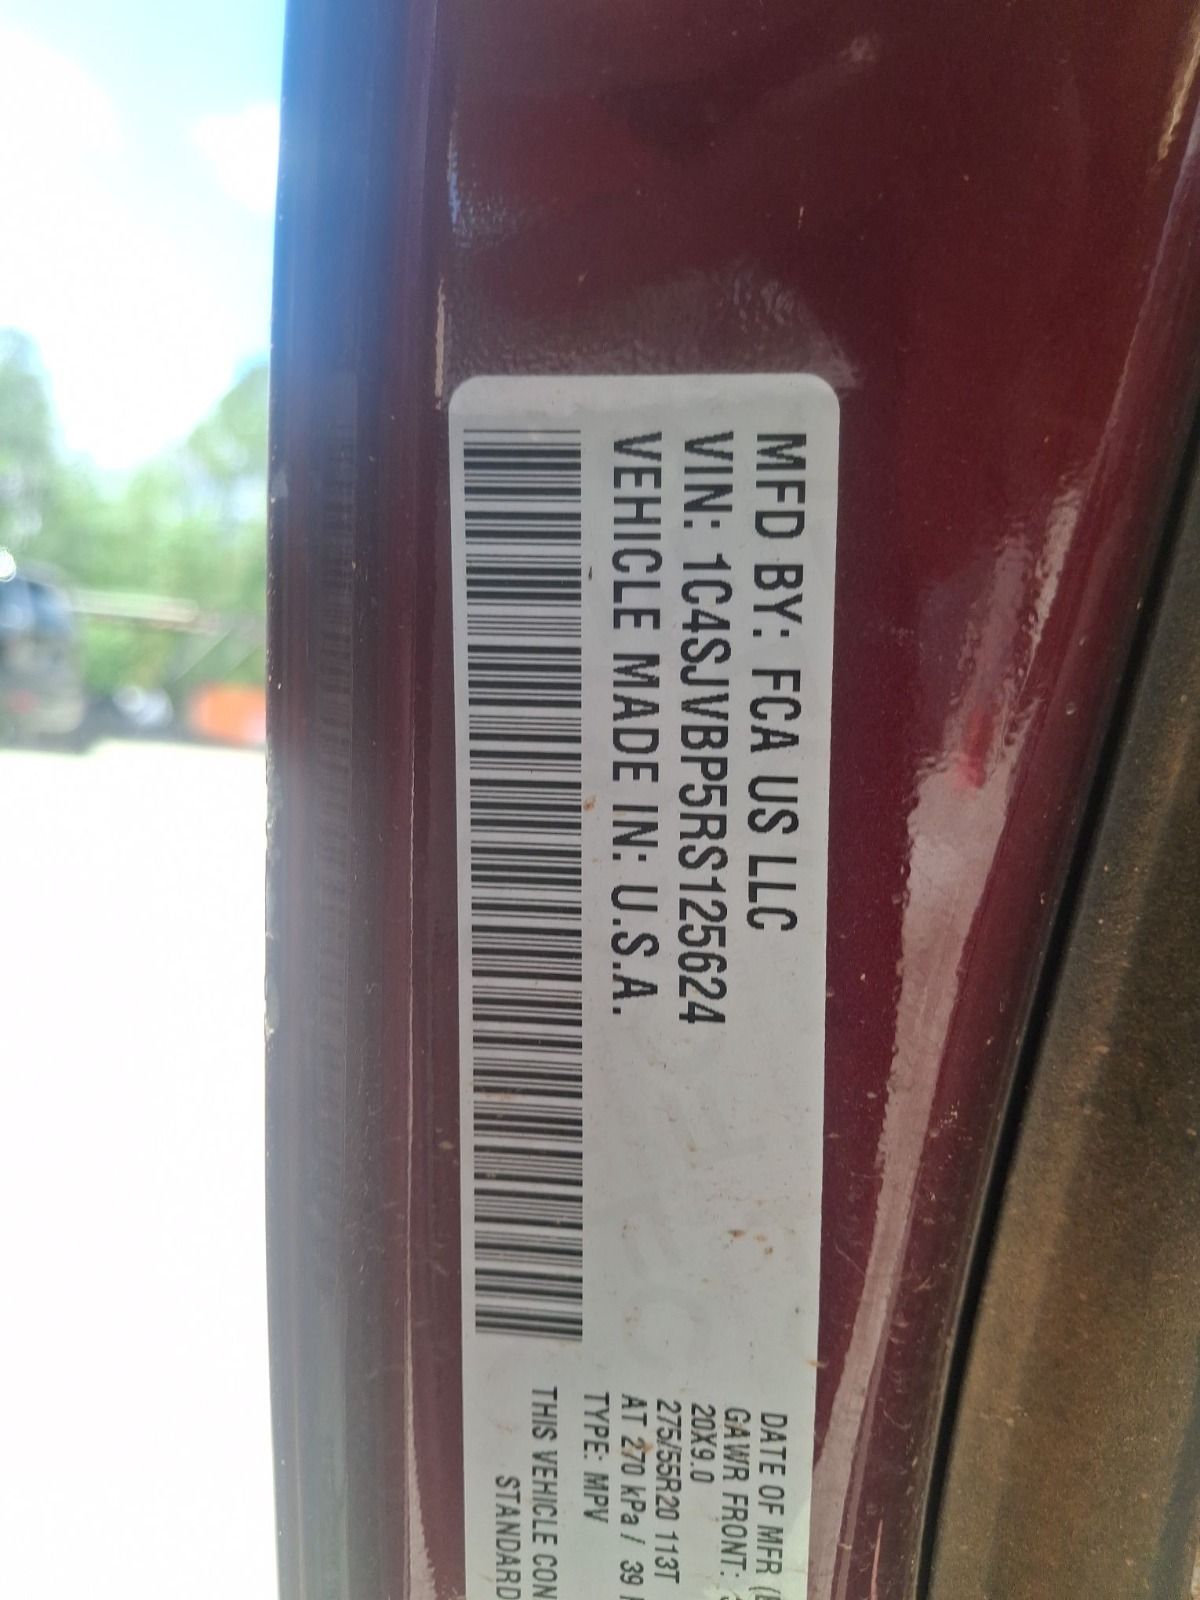 MFD BY: FCA US LLC
VIN: 1C4SJVBP5RS125624
VEHICLE MADE IN: U.S.A.
DATE OF MFR
GAWR FRONT:
20X9.0
275/55R20 113T
AT 270 kPa / 39
TYPE: MPV
THIS VEHICLE CON
STANDARD